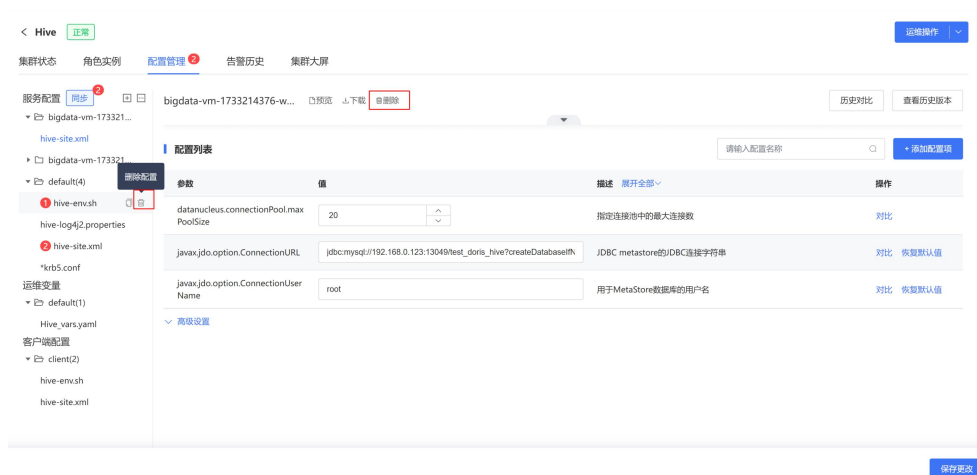 < Hive 正常 运维操作
集群状态 角色实例 配置管理 2 告警历史 集群大屏
服务配置 同步 2
bigdata-vm-1733214376-w... 预览 下载 删除 历史对比 查看历史版本
bigdata-vm-173321...
hive-site.xml
配置列表 请输入配置名称 + 添加配置项
bigdata-vm-173321...
删除配置
default(4)
参数 值 描述 展开全部 操作
1 hive-env.sh
datanucleus.connectionPool.max
PoolSize
20 指定连接池中的最大连接数 对比
hive-log4j2.properties
2 hive-site.xml
javax.jdo.option.ConnectionURL jdbc:mysql://192.168.0.123:13049/test_doris_hive?createDatabaseIfN JDBC metastore的JDBC连接字符串 对比 恢复默认值
*krb5.conf
运维变量
javax.jdo.option.ConnectionUser
Name
root 用于MetaStore数据库的用户名 对比 恢复默认值
default(1)
Hive_vars.yaml
高级设置
客户端配置
client(2)
hive-env.sh
hive-site.xml
保存更改